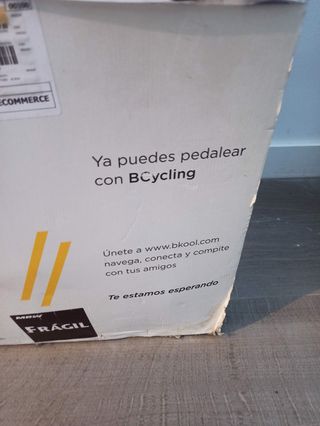 ECOMMERCE
Ya puedes pedalear
con BCycling
Únete a www.bkool.com
navega, conecta y compite
con tus amigos
Te estamos esperando
MRW
FRÁGIL